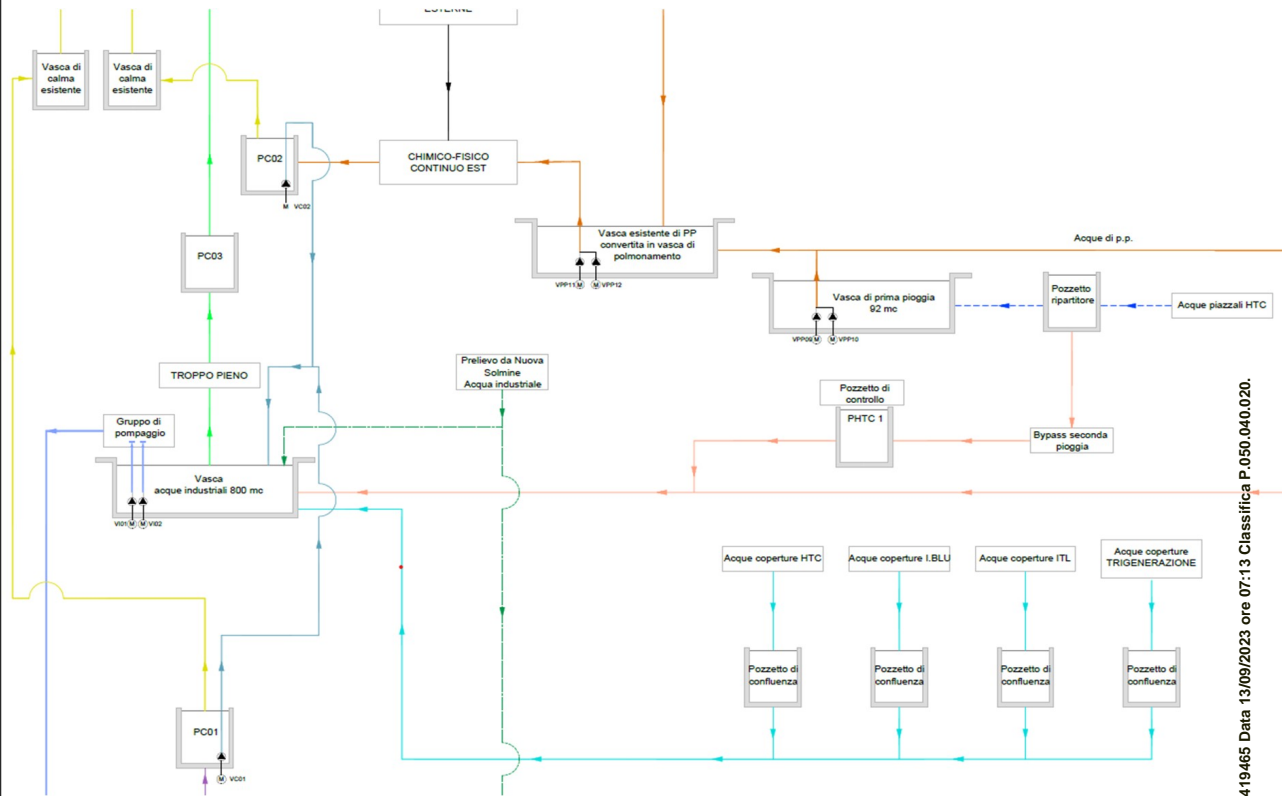 ESTERNE
Vasca di
calma
esistente
Vasca di
calma
esistente
PC02
M VC02
CHIMICO-FISICO
CONTINUO EST
Vasca esistente di PP
convertita in vasca di
polmonamento
VPP11 M M VPP12
Acque di p.p.
PC03
Vasca di prima pioggia
92 mc
VPP09 M M VPP10
Pozzetto
ripartitore
Acque piazzali HTC
TROPPO PIENO
Prelievo da Nuova
Solmine
Acqua industriale
Pozzetto di
controllo
PHTC 1
Bypass seconda
pioggia
Gruppo di
pompaggio
Vasca
acque industriali 800 mc
VI01 M M VI02
Acque coperture HTC
Acque coperture I.BLU
Acque coperture ITL
Acque coperture
TRIGENERAZIONE
Pozzetto di
confluenza
Pozzetto di
confluenza
Pozzetto di
confluenza
Pozzetto di
confluenza
PC01
M VC01
419465 Data 13/09/2023 ore 07:13 Classifica P.050.040.020.